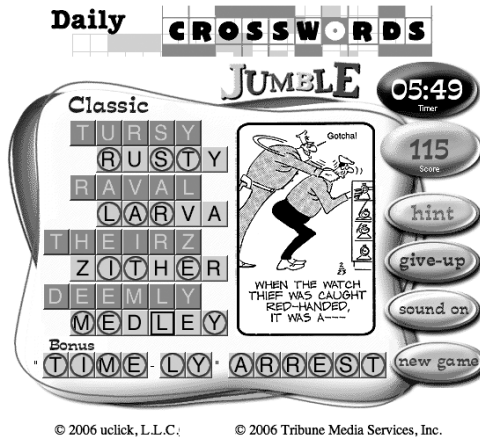 Daily
CROSSWORDS
JUMBLE
05:49
Timer
Classic
TURSY
RUSTY
RAVAL
LARVA
THEIRZ
ZITHER
DEEMLY
MEDLEY
Gotcha!
WHEN THE WATCH
THIEF WAS CAUGHT
RED-HANDED,
IT WAS A---
115
Score
hint
give-up
sound on
new game
Bonus
"TIME-LY" ARREST
© 2006 uclick, L.L.C.
© 2006 Tribune Media Services, Inc.